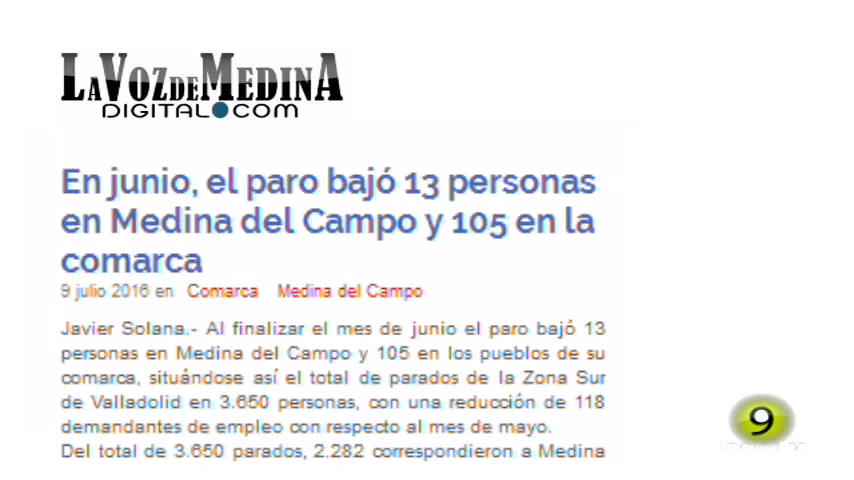 LA VOZ DE MEDINA
DIGITAL.COM
En junio, el paro bajó 13 personas
en Medina del Campo y 105 en la
comarca
9 julio 2016 en Comarca Medina del Campo
Javier Solana.- Al finalizar el mes de junio el paro bajó 13
personas en Medina del Campo y 105 en los pueblos de su
comarca, situándose así el total de parados de la Zona Sur
de Valladolid en 3.650 personas, con una reducción de 118
demandantes de empleo con respecto al mes de mayo.
Del total de 3.650 parados, 2.282 correspondieron a Medina
9